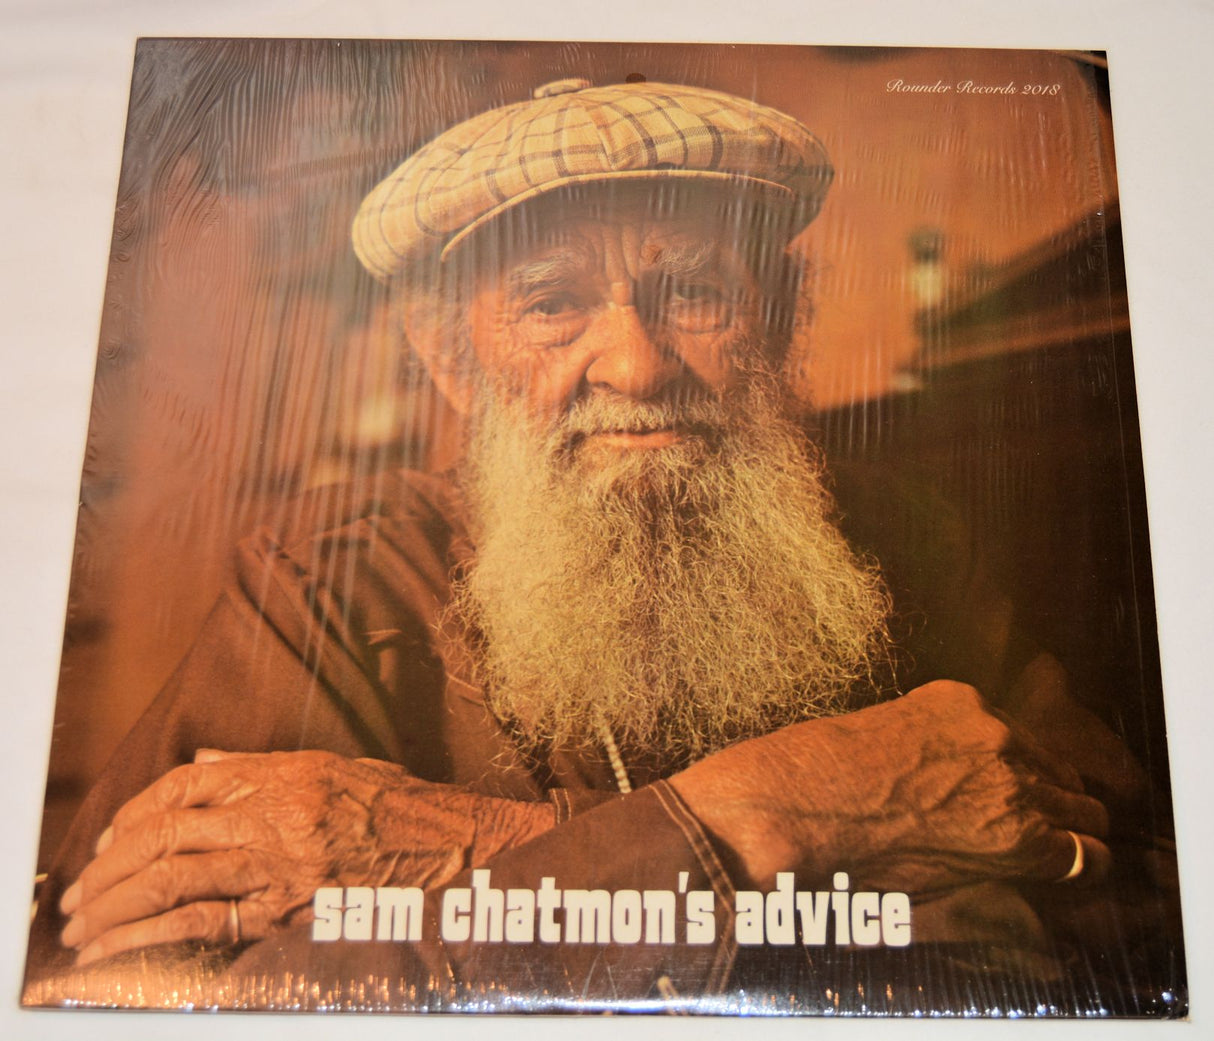 Rounder Records 2018
sam chatmon's advice